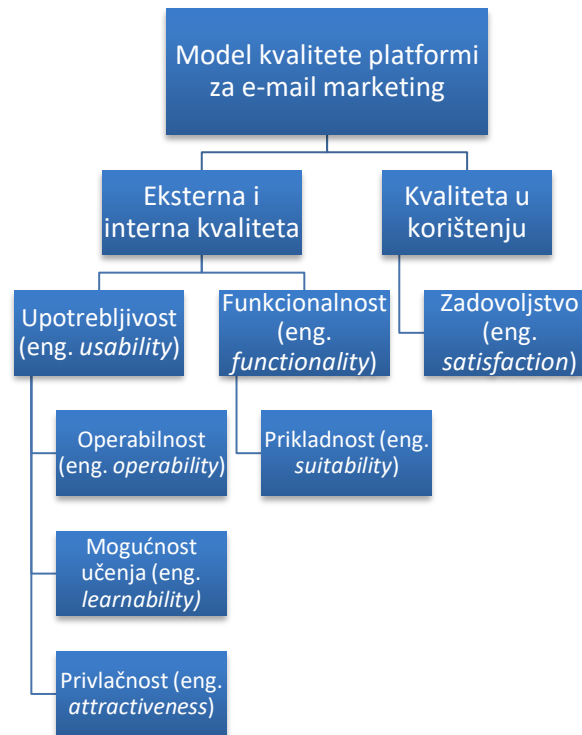 Model kvalitete platformi
za e-mail marketing
Eksterna i
interna kvaliteta
Kvaliteta u
korištenju
Upotrebljivost
(eng. usability)
Funkcionalnost
(eng.
functionality)
Zadovoljstvo
(eng.
satisfaction)
Operabilnost
(eng. operability)
Prikladnost (eng.
suitability)
Mogućnost
učenja (eng.
learnability)
Privlačnost (eng.
attractiveness)